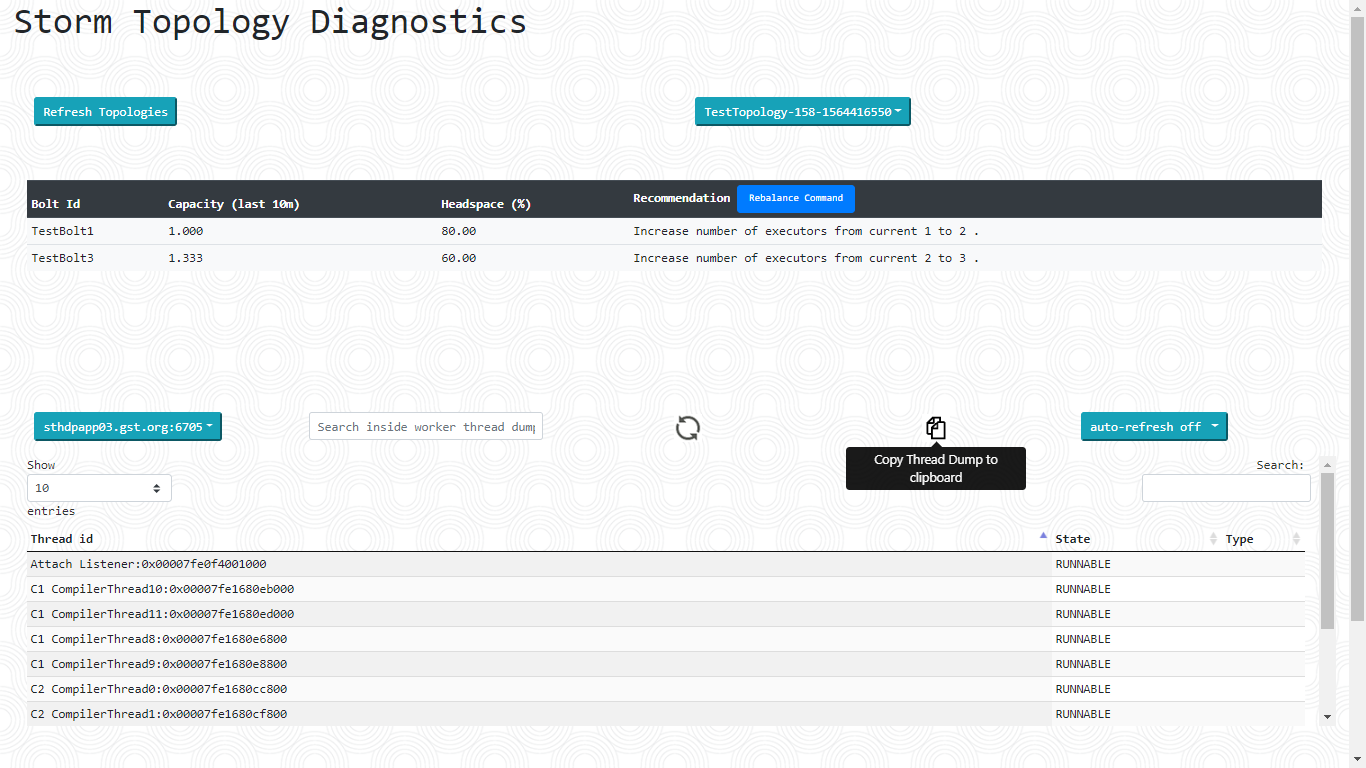 Storm Topology Diagnostics
Refresh Topologies
TestTopology-158-1564416550
Bolt Id Capacity (last 10m) Headspace (%) Recommendation Rebalance Command
TestBolt1 1.000 80.00 Increase number of executors from current 1 to 2 .
TestBolt3 1.333 60.00 Increase number of executors from current 2 to 3 .
sthdpapp03.gst.org:6705
Search inside worker thread dump
auto-refresh off
Copy Thread Dump to
clipboard
Show
10
entries
Search:
Thread id State Type
Attach Listener:0x00007fe0f4001000 RUNNABLE
C1 CompilerThread10:0x00007fe1680eb000 RUNNABLE
C1 CompilerThread11:0x00007fe1680ed000 RUNNABLE
C1 CompilerThread8:0x00007fe1680e6800 RUNNABLE
C1 CompilerThread9:0x00007fe1680e8800 RUNNABLE
C2 CompilerThread0:0x00007fe1680cc800 RUNNABLE
C2 CompilerThread1:0x00007fe1680cf800 RUNNABLE